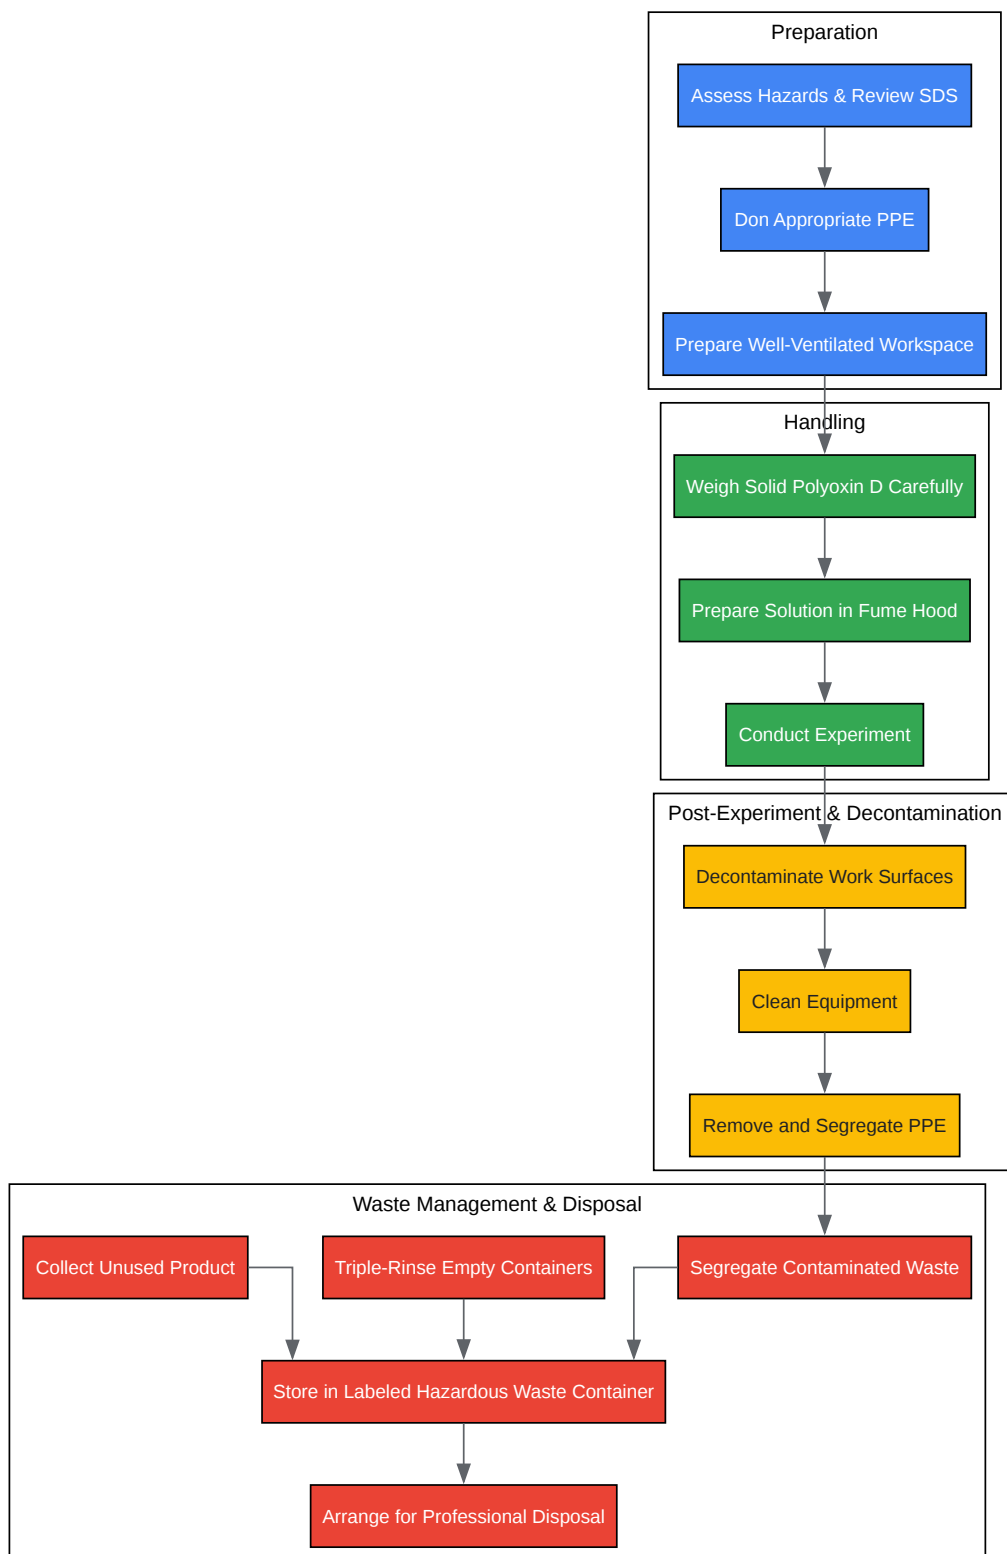 Preparation
Assess Hazards & Review SDS
Don Appropriate PPE
Prepare Well-Ventilated Workspace
Handling
Weigh Solid Polyoxin D Carefully
Prepare Solution in Fume Hood
Conduct Experiment
Post-Experiment & Decontamination
Decontaminate Work Surfaces
Clean Equipment
Remove and Segregate PPE
Waste Management & Disposal
Collect Unused Product
Triple-Rinse Empty Containers
Segregate Contaminated Waste
Store in Labeled Hazardous Waste Container
Arrange for Professional Disposal